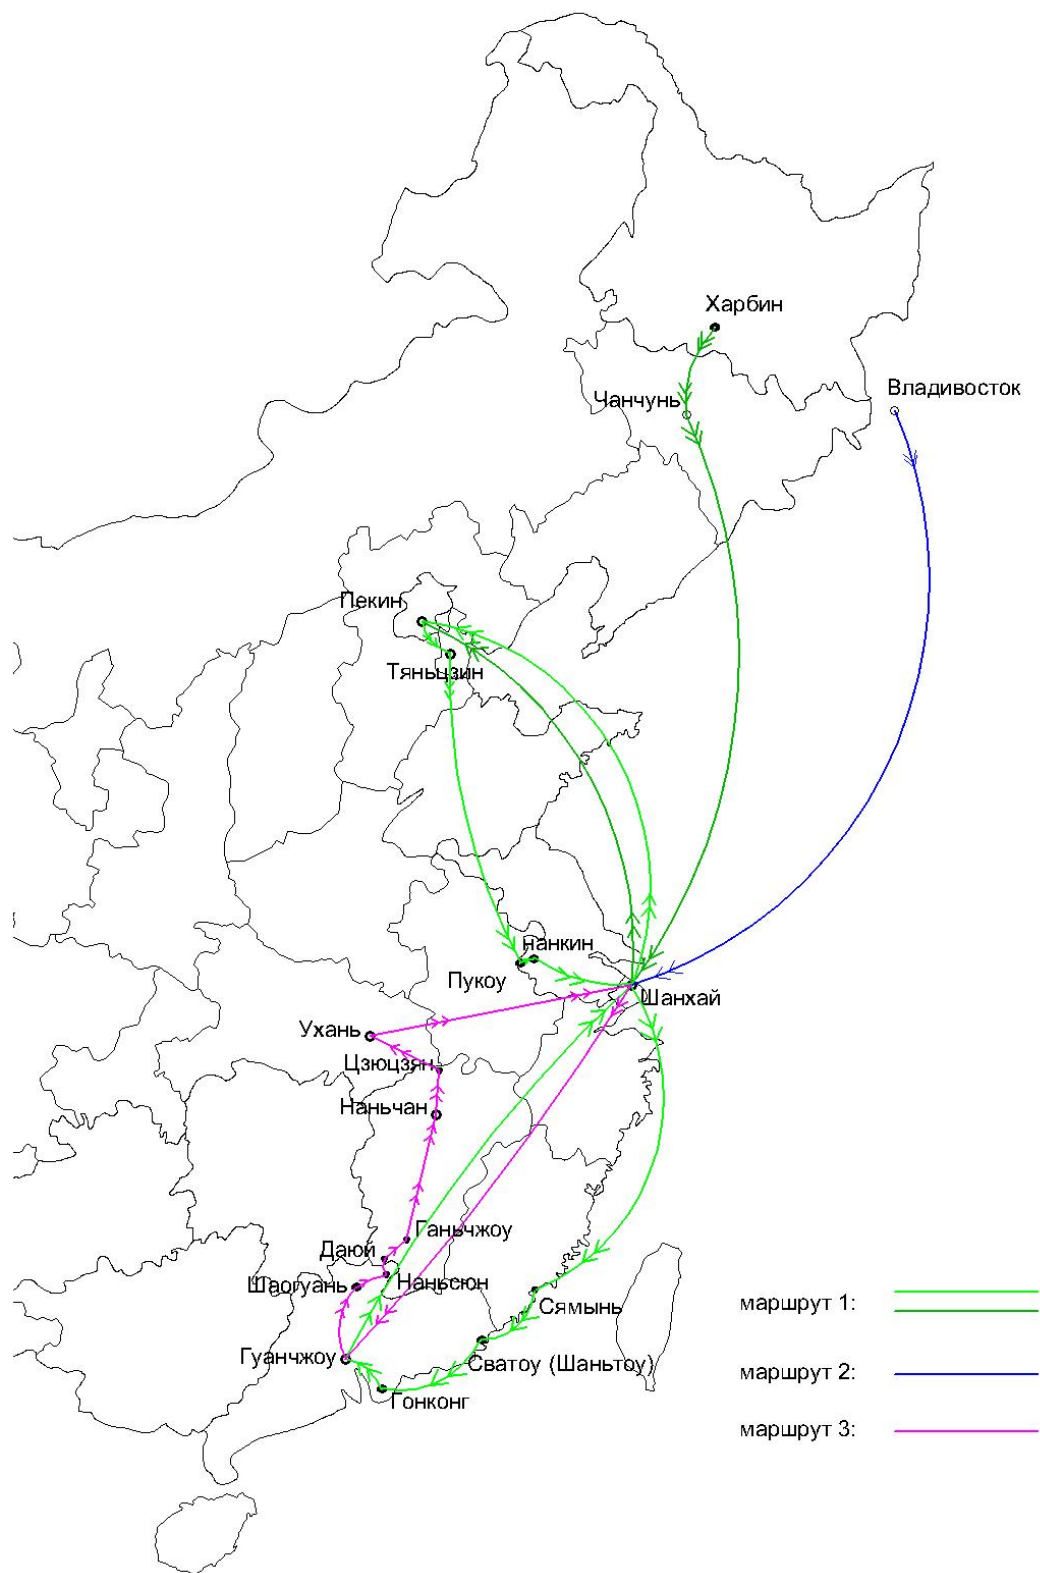 Харбин
Владивосток
Чанчунь
Пекин
Тяньцзин
нанкин
Пукоу
Шанхай
Ухань
Цзюцзян
Наньчан
Ганьчжоу
Даюй
Шаогуань
Наньсюн
Сямынь
Гуанчжоу
Сватоу (Шаньтоу)
Гонконг
маршрут 1:
маршрут 2:
маршрут 3: